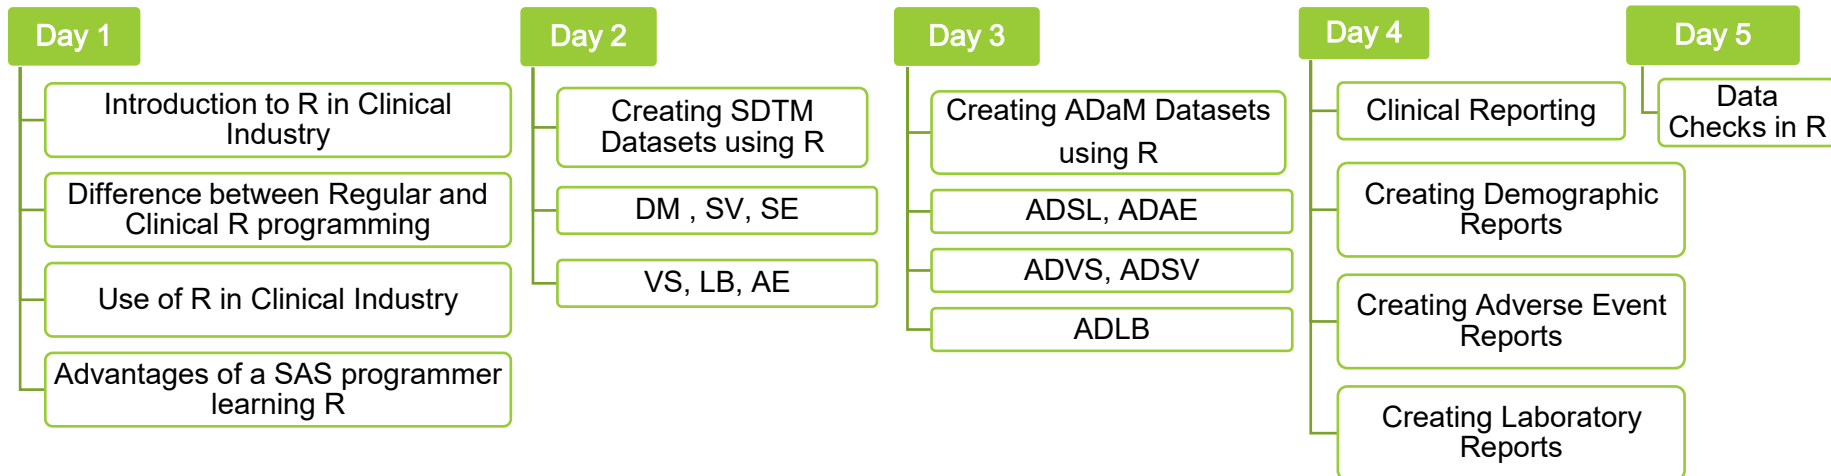 Day 1
Introduction to R in Clinical
Industry
Difference between Regular and
Clinical R programming
Use of R in Clinical Industry
Advantages of a SAS programmer
learning R
Day 2
Creating SDTM
Datasets using R
DM , SV, SE
VS, LB, AE
Day 3
Creating ADaM Datasets
using R
ADSL, ADAE
ADVS, ADSV
ADLB
Day 4
Clinical Reporting
Creating Demographic
Reports
Creating Adverse Event
Reports
Creating Laboratory
Reports
Day 5
Data
Checks in R